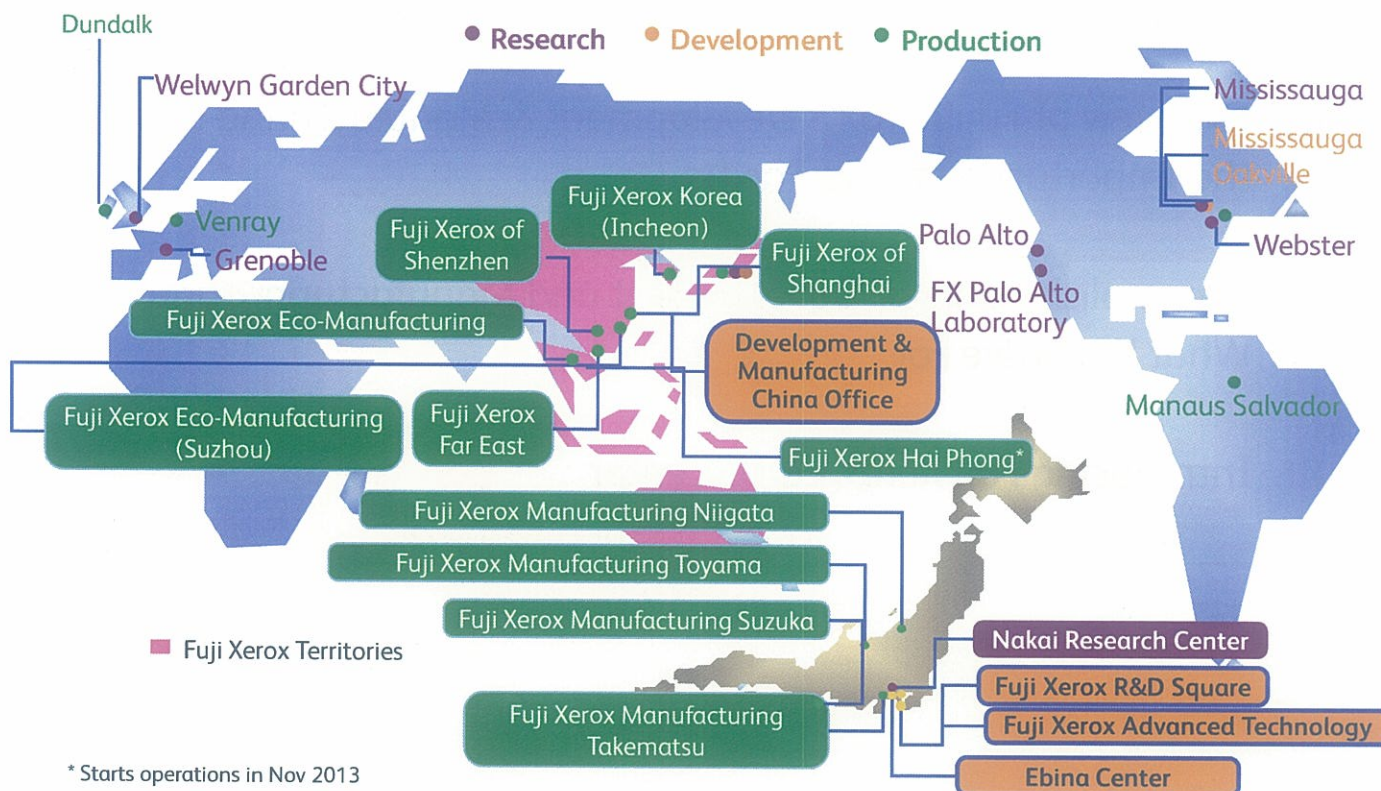 Dundalk
Research
Development
Production
Welwyn Garden City
Mississauga
Mississauga
Oakville
Venray
Grenoble
Webster
Palo Alto
FX Palo Alto
Laboratory
Fuji Xerox Korea
(Incheon)
Fuji Xerox of
Shenzhen
Fuji Xerox of
Shanghai
Fuji Xerox Eco-Manufacturing
Development &
Manufacturing
China Office
Manaus Salvador
Fuji Xerox Eco-Manufacturing
(Suzhou)
Fuji Xerox
Far East
Fuji Xerox Hai Phong*
Fuji Xerox Manufacturing Niigata
Fuji Xerox Manufacturing Toyama
Fuji Xerox Manufacturing Suzuka
Fuji Xerox Territories
Nakai Research Center
Fuji Xerox R&D Square
Fuji Xerox Manufacturing
Takematsu
Fuji Xerox Advanced Technology
Ebina Center
* Starts operations in Nov 2013